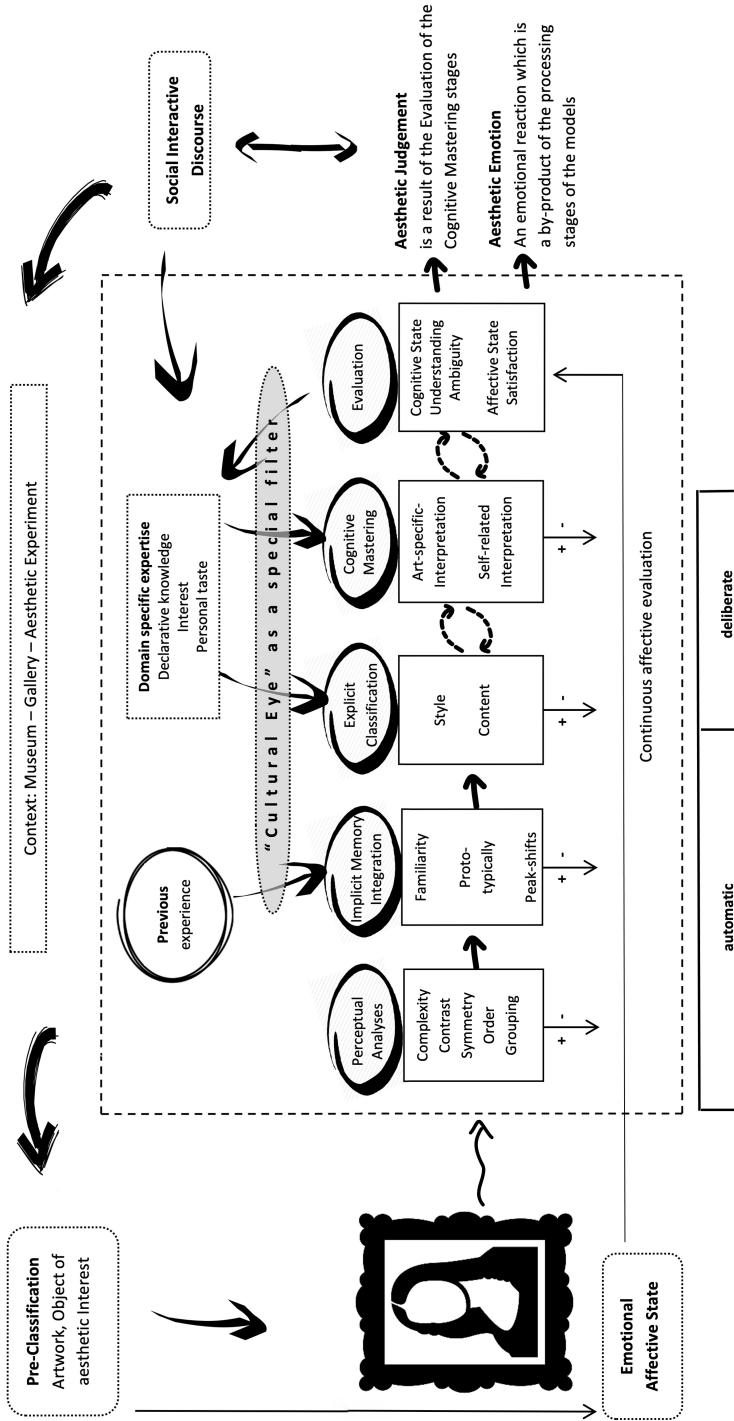 Pre-Classification
Artwork, Object of
aesthetic Interest
Context: Museum – Gallery – Aesthetic Experiment
Social Interactive
Discourse
Previous
experience
Domain specific expertise
Declarative knowledge
Interest
Personal taste
"Cultural Eye" as a special filter
Perceptual
Analyses
Complexity
Contrast
Symmetry
Order
Grouping
+ -
Implicit Memory
Integration
Familiarity
Proto-
typically
Peak-shifts
+ -
Explicit
Classification
Style
Content
+ -
Cognitive
Mastering
Art-specific-
Interpretation
Self-related
Interpretation
+ -
Evaluation
Cognitive State
Understanding
Ambiguity
Affective State
Satisfaction
Aesthetic Judgement
is a result of the Evaluation of the
Cognitive Mastering stages
Aesthetic Emotion
An emotional reaction which is
a by-product of the processing
stages of the models
Emotional
Affective State
Continuous affective evaluation
automatic
deliberate